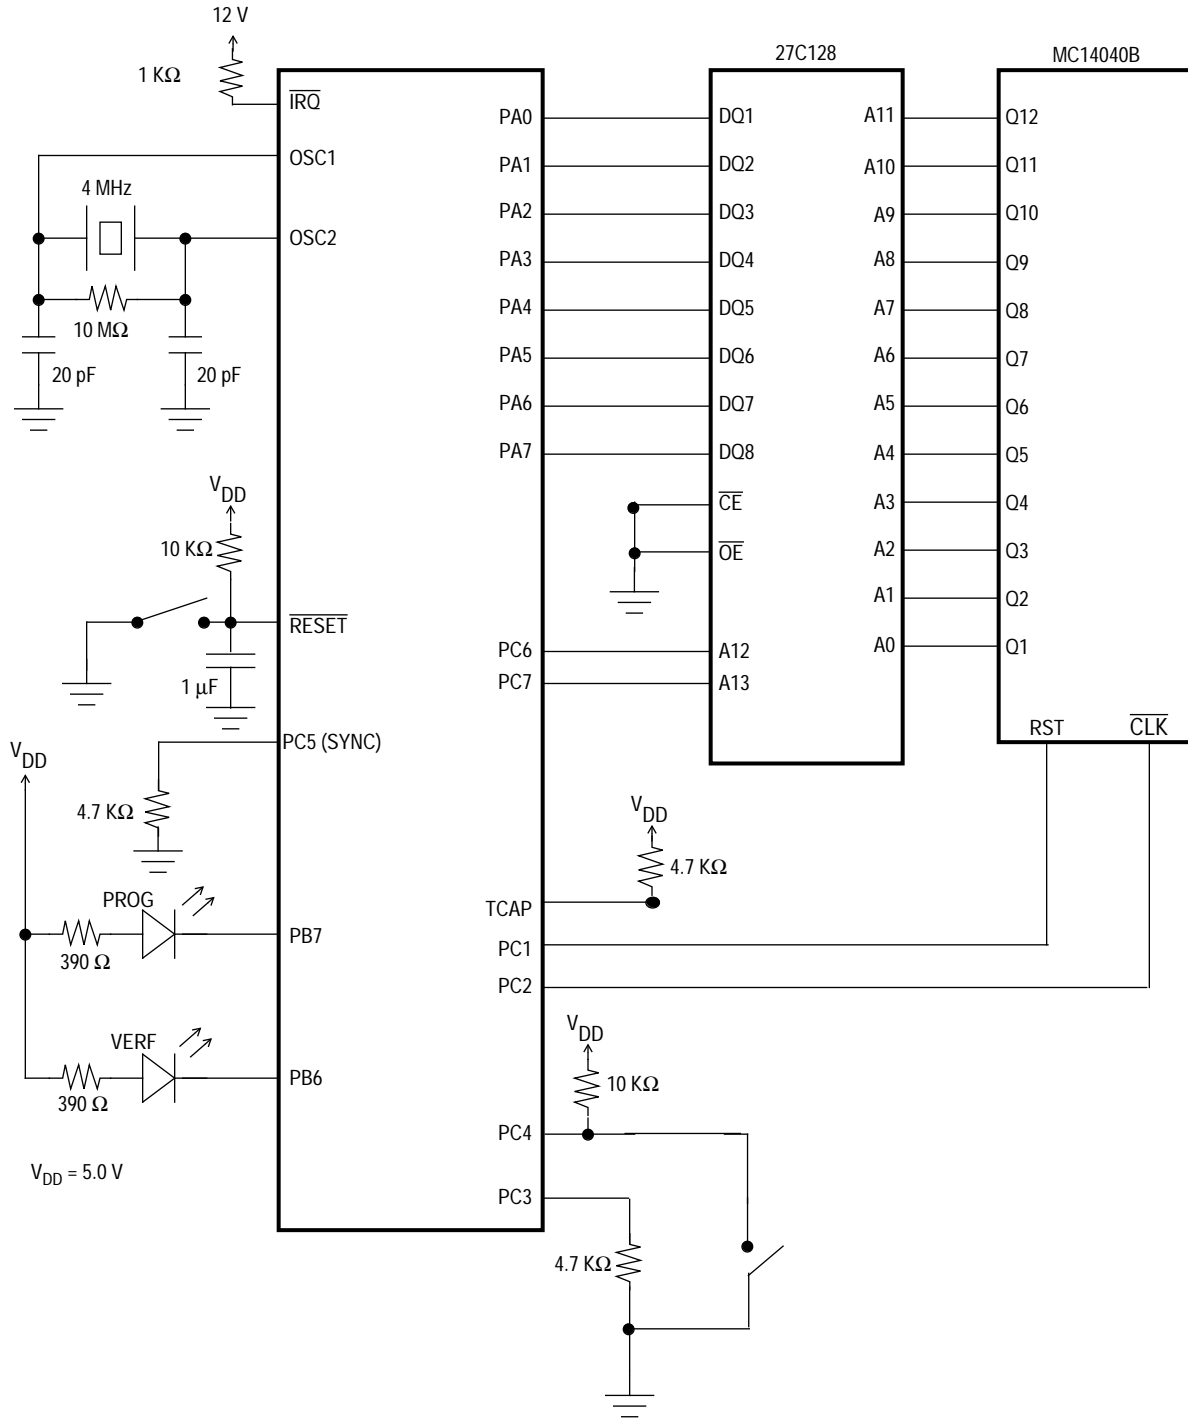 12 V
1 KΩ
IRQ
OSC1
4 MHz
OSC2
10 MΩ
20 pF
20 pF
VDD
10 KΩ
RESET
1 μF
PC5 (SYNC)
VDD
4.7 KΩ
PROG
PB7
390 Ω
VERF
PB6
390 Ω
VDD = 5.0 V
PA0
PA1
PA2
PA3
PA4
PA5
PA6
PA7
PC6
PC7
TCAP
PC1
PC2
PC4
PC3
27C128
DQ1
DQ2
DQ3
DQ4
DQ5
DQ6
DQ7
DQ8
CE
OE
A12
A13
A11
A10
A9
A8
A7
A6
A5
A4
A3
A2
A1
A0
MC14040B
Q12
Q11
Q10
Q9
Q8
Q7
Q6
Q5
Q4
Q3
Q2
Q1
RST
CLK
VDD
4.7 KΩ
VDD
10 KΩ
4.7 KΩ